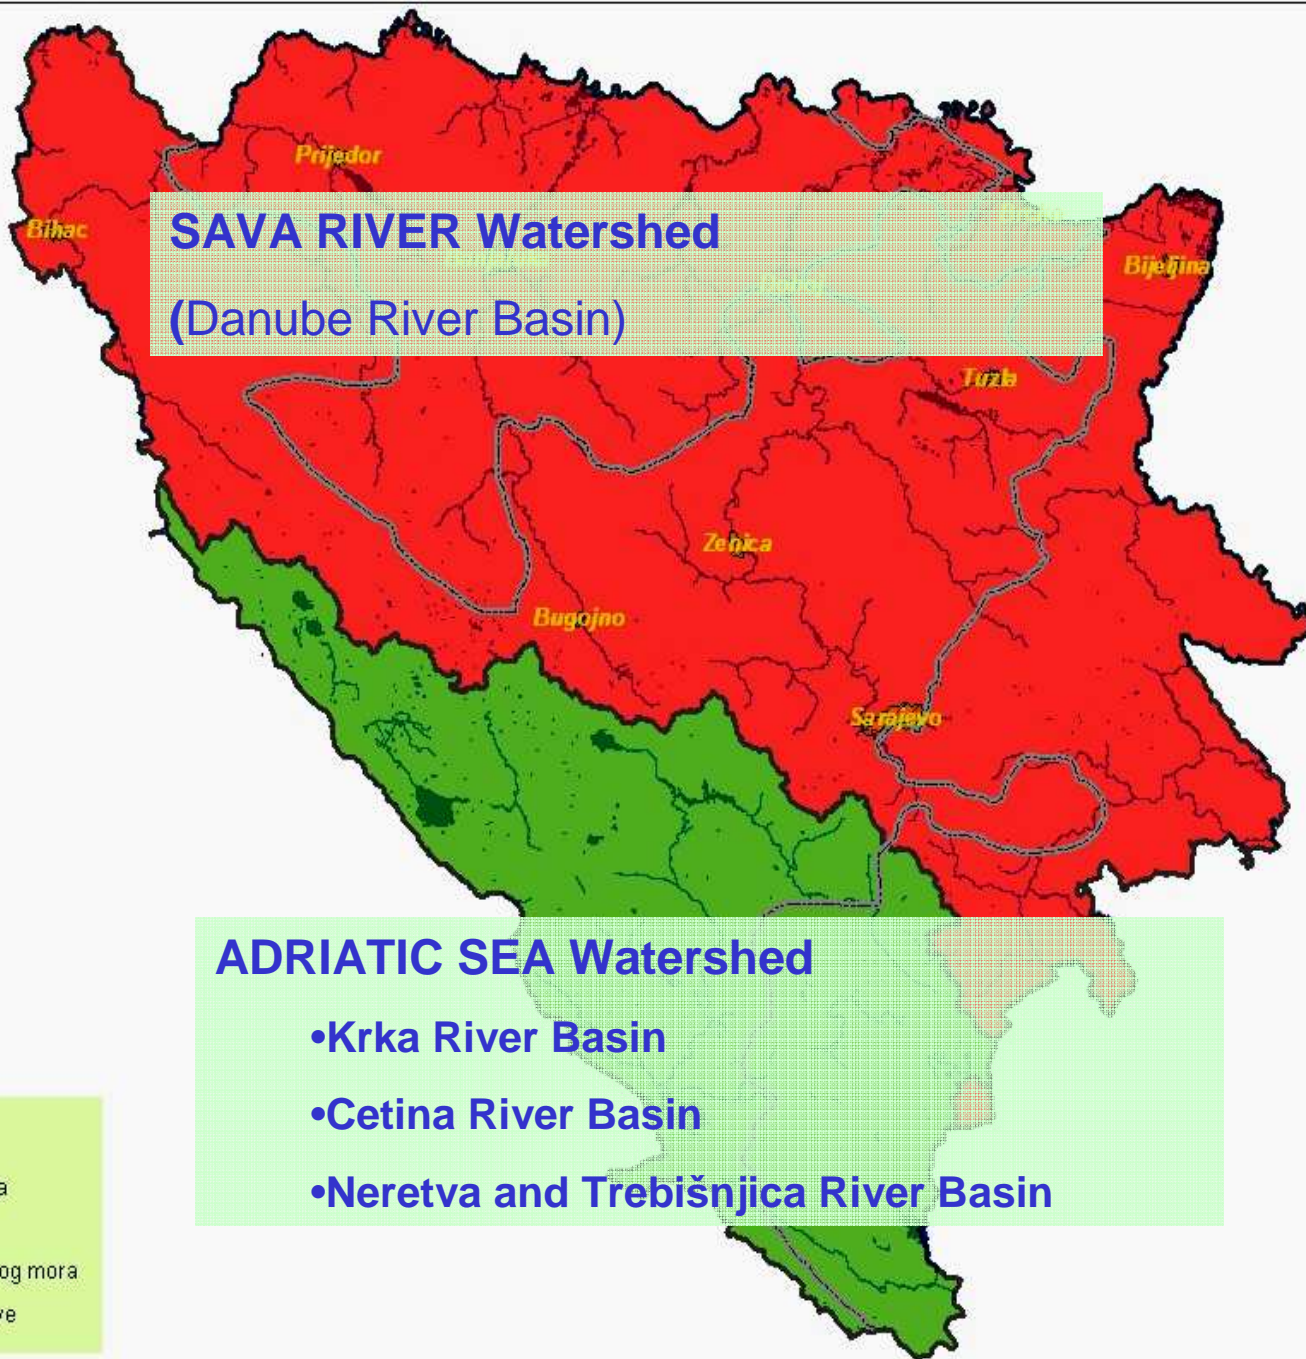 Prijedor
Bihac
SAVA RIVER Watershed
(Danube River Basin)
Bijeljina
Tuzla
Zenica
Bugojno
Sarajevo
ADRIATIC SEA Watershed
•Krka River Basin
•Cetina River Basin
•Neretva and Trebišnjica River Basin
a
og mora